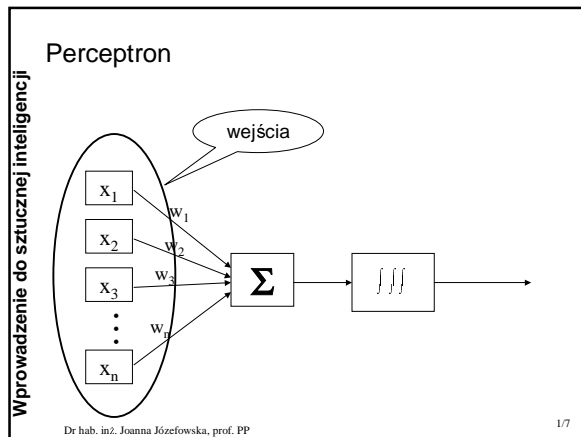 Perceptron
Wprowadzenie do sztucznej inteligencji
wejścia
x1
w1
x2
w2
x3
w3
Σ
∫ ∫ ∫
xn
wn
Dr hab. inż. Joanna Józefowska, prof. PP
1/7